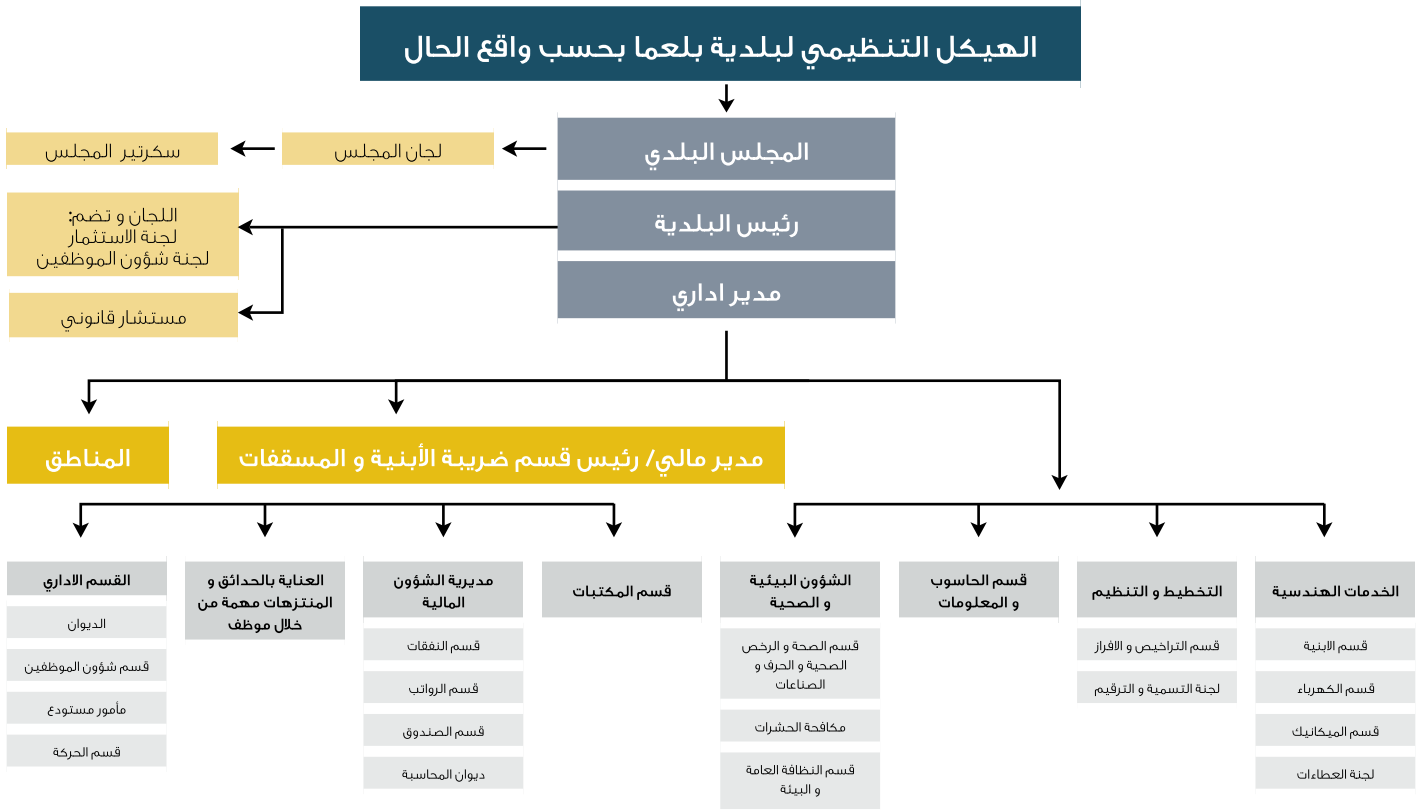 الهيكل التنظيمي لبلدية بلعما بحسب واقع الحال
المجلس البلدي
لجان المجلس
سكرتير المجلس
رئيس البلدية
اللجان و تضم:
لجنة الاستثمار
لجنة شؤون الموظفين
مدير اداري
مستشار قانوني
مدير مالي/ رئيس قسم ضريبة الأبنية و المسقفات
المناطق
الخدمات الهندسية
قسم الابنية
قسم الكهرباء
قسم الميكانيك
لجنة العطاءات
التخطيط و التنظيم
قسم التراخيص و الافراز
لجنة التسمية و الترقيم
قسم الحاسوب
و المعلومات
الشؤون البيئية
و الصحية
قسم الصحة و الرخص
الصحية و الحرف و
الصناعات
مكافحة الحشرات
قسم النظافة العامة
و البيئة
قسم المكتبات
مديرية الشؤون
المالية
قسم النفقات
قسم الرواتب
قسم الصندوق
ديوان المحاسبة
العناية بالحدائق و
المنتزهات مهمة من
خلال موظف
القسم الاداري
الديوان
قسم شؤون الموظفين
مأمور مستودع
قسم الحركة